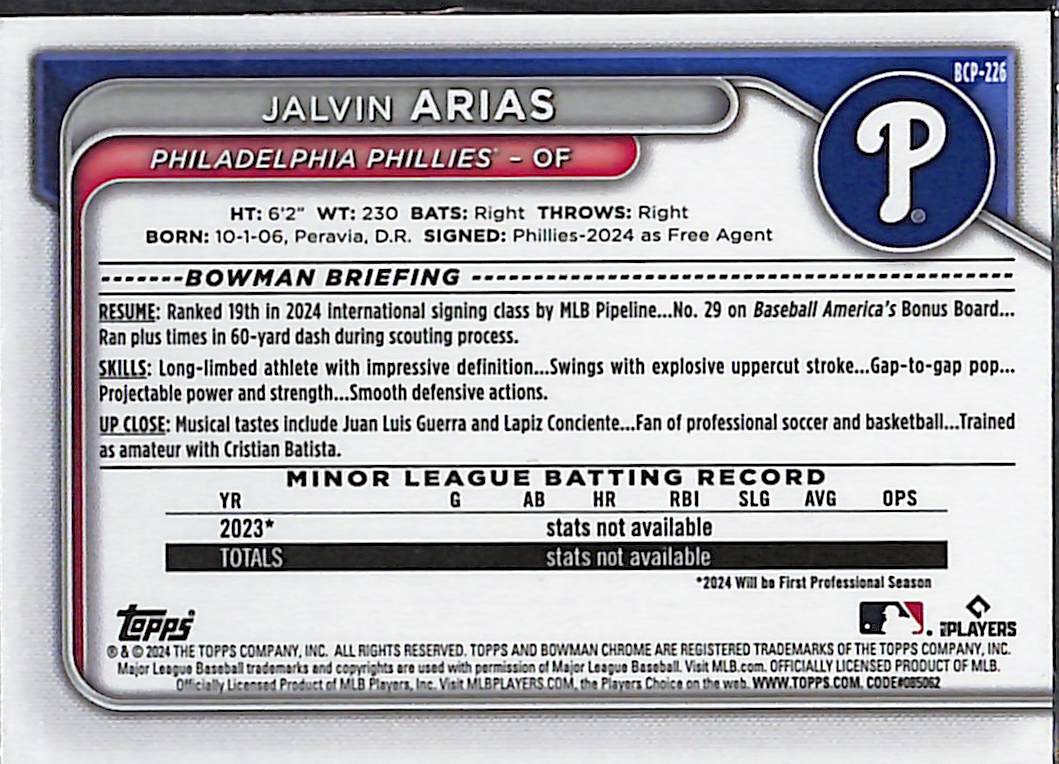 BCP-226
JALVIN ARIAS
PHILADELPHIA PHILLIES® – OF
P®
HT: 6'2" WT: 230 BATS: Right THROWS: Right
BORN: 10-1-06, Peravia, D.R. SIGNED: Phillies-2024 as Free Agent
BOWMAN BRIEFING
RESUME: Ranked 19th in 2024 international signing class by MLB Pipeline...No. 29 on Baseball America's Bonus Board...
Ran plus times in 60-yard dash during scouting process.
SKILLS: Long-limbed athlete with impressive definition...Swings with explosive uppercut stroke...Gap-to-gap pop...
Projectable power and strength...Smooth defensive actions.
UP CLOSE: Musical tastes include Juan Luis Guerra and Lapiz Conciente...Fan of professional soccer and basketball...Trained
as amateur with Cristian Batista.
MINOR LEAGUE BATTING RECORD
YR G AB HR RBI SLG AVG OPS
2023* stats not available
TOTALS stats not available
*2024 Will be First Professional Season
Topps®
MLB PLAYERS
® & © 2024 THE TOPPS COMPANY, INC. ALL RIGHTS RESERVED. TOPPS AND BOWMAN CHROME ARE REGISTERED TRADEMARKS OF THE TOPPS COMPANY, INC.
Major League Baseball trademarks and copyrights are used with permission of Major League Baseball. Visit MLB.com. OFFICIALLY LICENSED PRODUCT OF MLB.
Officially Licensed Product of MLB Players, Inc. Visit MLBPLAYERS.COM, the Players Choice on the web. WWW.TOPPS.COM. CODE#085062